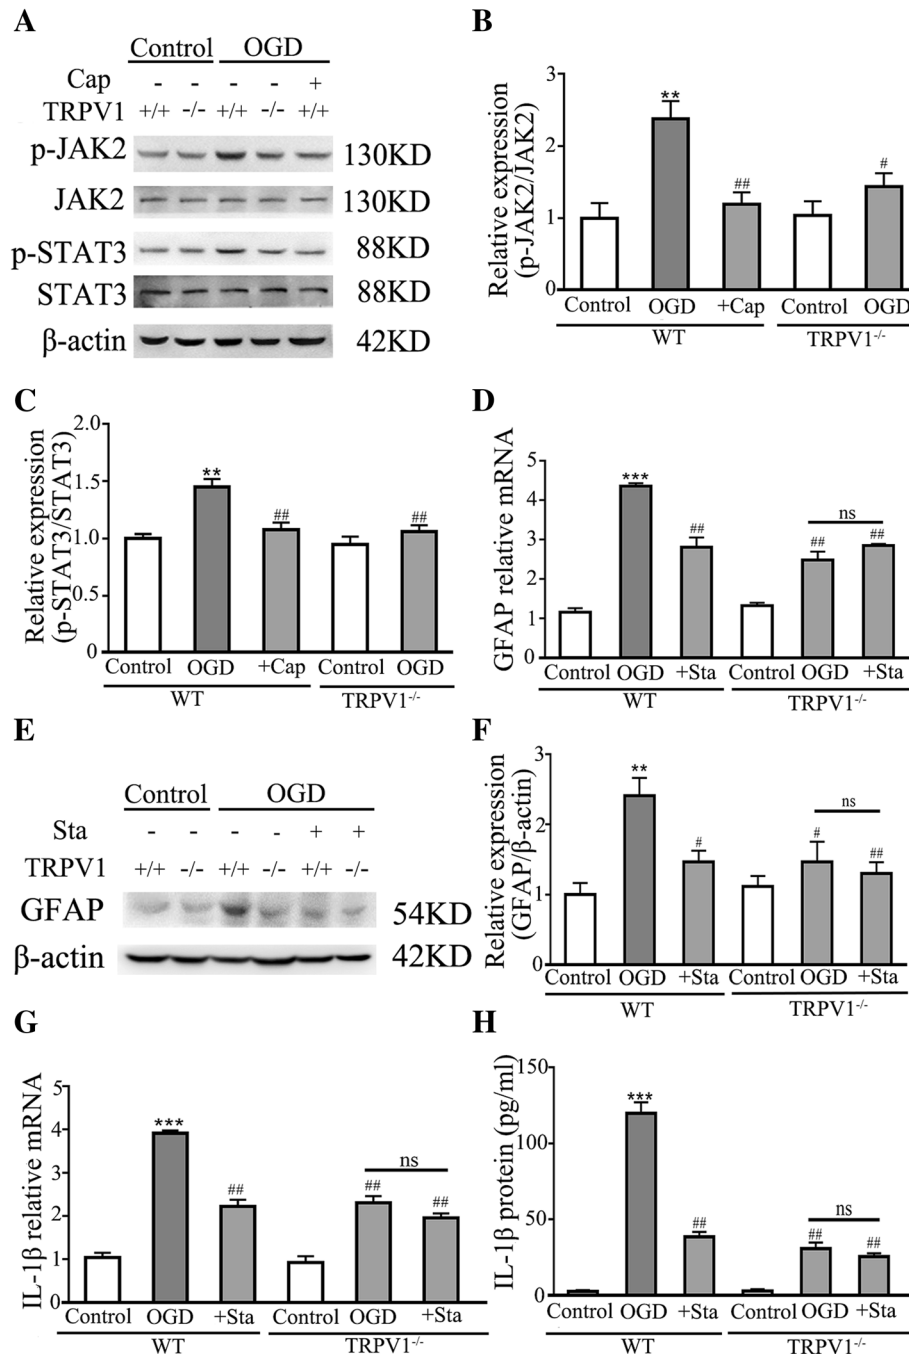 A
Control OGD
Cap - - - - +
TRPV1 +/+ -/- +/+ -/- +/+
p-JAK2 130KD
JAK2 130KD
p-STAT3 88KD
STAT3 88KD
β-actin 42KD
B
Relative expression
(p-JAK2/JAK2)
3
2
1
0
**
##
#
Control OGD +Cap Control OGD
WT TRPV1-/-
C
Relative expression
(p-STAT3/STAT3)
2.0
1.5
1.0
0.5
0
**
##
##
Control OGD +Cap Control OGD
WT TRPV1-/-
D
GFAP relative mRNA
5
4
3
2
1
0
***
##
ns
##
##
Control OGD +Sta Control OGD +Sta
WT TRPV1-/-
E
Control OGD
Sta - - - - + +
TRPV1 +/+ -/- +/+ -/- +/+ -/-
GFAP 54KD
β-actin 42KD
F
Relative expression
(GFAP/β-actin)
3
2
1
0
**
#
ns
#
##
Control OGD +Sta Control OGD +Sta
WT TRPV1-/-
G
IL-1β relative mRNA
5
4
3
2
1
0
***
##
ns
##
##
Control OGD +Sta Control OGD +Sta
WT TRPV1-/-
H
IL-1β protein (pg/ml)
150
100
50
0
***
##
ns
##
##
Control OGD +Sta Control OGD +Sta
WT TRPV1-/-